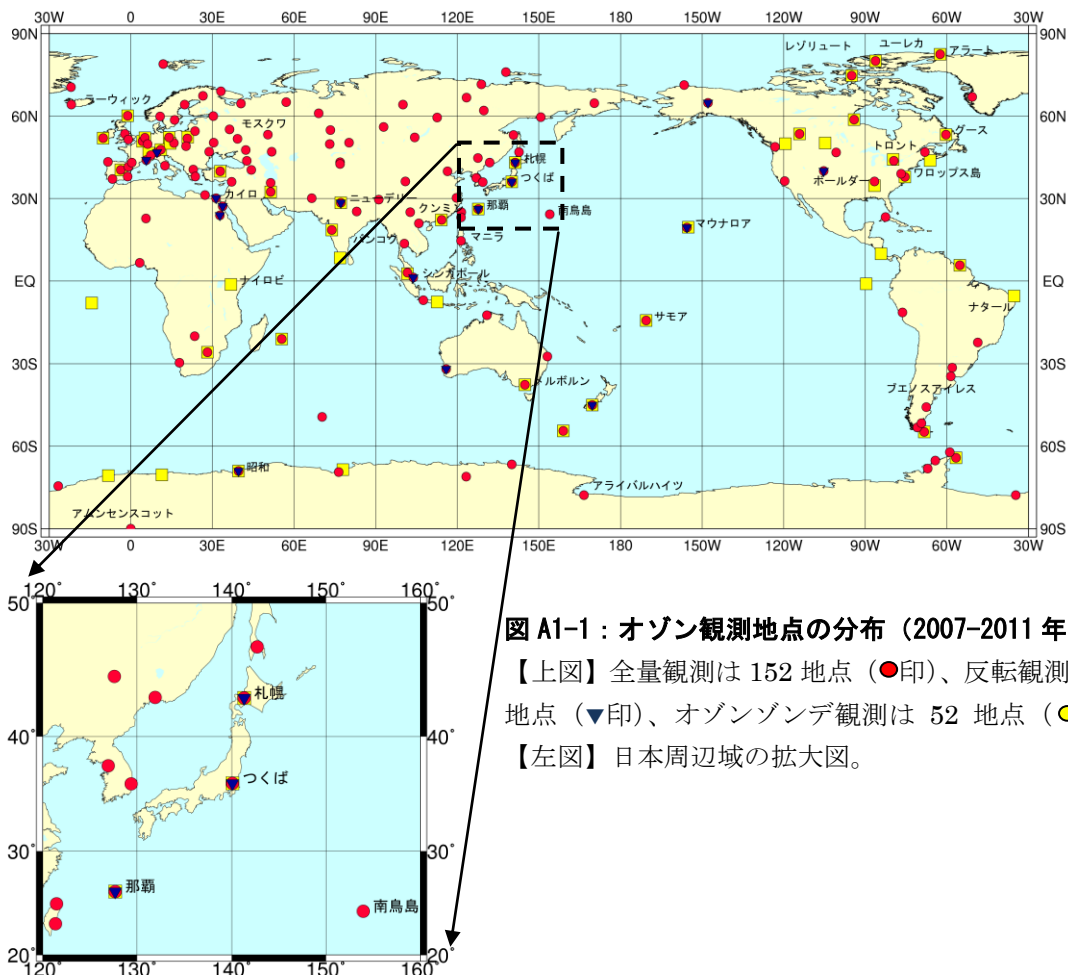 30W 0 30E 60E 90E 120E 150E 180 150W 120W 90W 60W 30W
90N 90N
レゾリュート ユーレカ アラート
ラーウィック
60N 60N
モスクワ グース
トロント
札幌
つくば ボールダー ワロップス島
カイロ
30N ニューデリー 30N
クンミン 那覇 南鳥島 マウナロア
バンコク マニラ
シンガポール
EQ ナイロビ EQ
ナタール
サモア
30S 30S
メルボルン ブエノスアイレス
60S 60S
昭和
アライバルハイツ
アムンゼンスコット
90S 90S
30W 0 30E 60E 90E 120E 150E 180 150W 120W 90W 60W 30W
120° 130° 140° 150° 160°
50° 50°
札幌
40° 40°
つくば
30° 30°
那覇
南鳥島
20° 20°
120° 130° 140° 150° 160°
図 A1-1：オゾン観測地点の分布（2007-2011 年
【上図】全量観測は 152 地点（●印）、反転観測
地点（▼印）、オゾンゾンデ観測は 52 地点（
【左図】日本周辺域の拡大図。